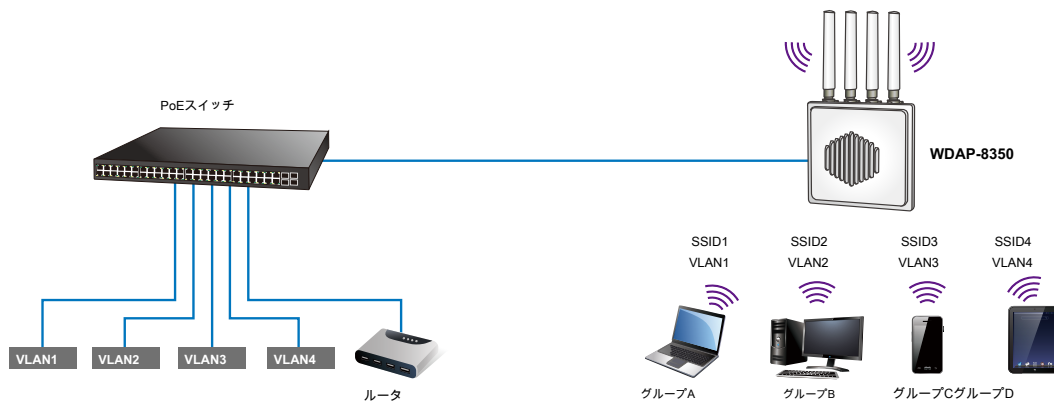 PoEスイッチ
WDAP-8350
SSID1
VLAN1
SSID2
VLAN2
SSID3
VLAN3
SSID4
VLAN4
VLAN1
VLAN2
VLAN3
VLAN4
ルータ
グループA
グループB
グループCグループD